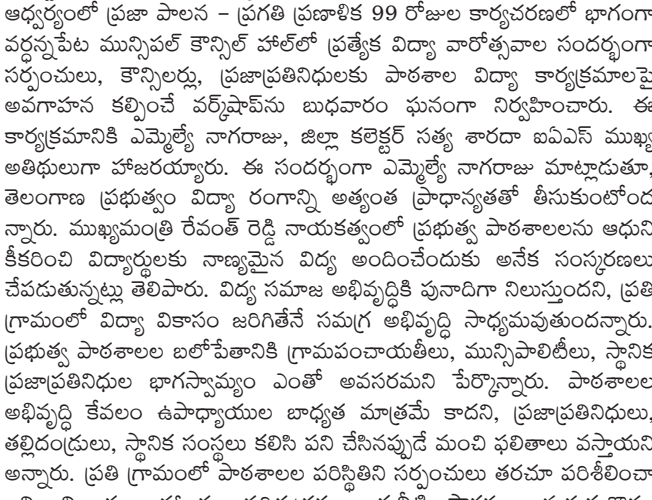 ఆధ్వర్యంలో ప్రజా పాలన – ప్రగతి ప్రణాళిక 99 రోజుల కార్యచరణలో భాగంగా
వర్ధన్నపేట మున్సిపల్ కౌన్సిల్ హాల్‌లో ప్రత్యేక విద్యా వారోత్సవాల సందర్భంగా
సర్పంచులు, కౌన్సిలర్లు, ప్రజాప్రతినిధులకు పాఠశాల విద్యా కార్యక్రమాలపై
అవగాహన కల్పించే వర్క్‌షాప్‌ను బుధవారం ఘనంగా నిర్వహించారు. ఈ
కార్యక్రమానికి ఎమ్మెల్యే నాగరాజు, జిల్లా కలెక్టర్ సత్య శారదా ఐఏఎస్ ముఖ్య
అతిథులుగా హాజరయ్యారు. ఈ సందర్భంగా ఎమ్మెల్యే నాగరాజు మాట్లాడుతూ,
తెలంగాణ ప్రభుత్వం విద్యా రంగాన్ని అత్యంత ప్రాధాన్యతతో తీసుకుంటోంద
న్నారు. ముఖ్యమంత్రి రేవంత్ రెడ్డి నాయకత్వంలో ప్రభుత్వ పాఠశాలలను ఆధుని
కీకరించి విద్యార్థులకు నాణ్యమైన విద్య అందించేందుకు అనేక సంస్కరణలు
చేపడుతున్నట్లు తెలిపారు. విద్య సమాజ అభివృద్ధికి పునాదిగా నిలుస్తుందని, ప్రతి
గ్రామంలో విద్యా వికాసం జరిగితేనే సమగ్ర అభివృద్ధి సాధ్యమవుతుందన్నారు.
ప్రభుత్వ పాఠశాలల బలోపేతానికి గ్రామపంచాయతీలు, మున్సిపాలిటీలు, స్థానిక
ప్రజాప్రతినిధుల భాగస్వామ్యం ఎంతో అవసరమని పేర్కొన్నారు. పాఠశాలల
అభివృద్ధి కేవలం ఉపాధ్యాయుల బాధ్యత మాత్రమే కాదని, ప్రజాప్రతినిధులు,
తల్లిదండ్రులు, స్థానిక సంస్థలు కలిసి పని చేసినప్పుడే మంచి ఫలితాలు వస్తాయని
అన్నారు. ప్రతి గ్రామంలో పాఠశాలల పరిస్థితిని సర్పంచులు తరచూ పరిశీలించా